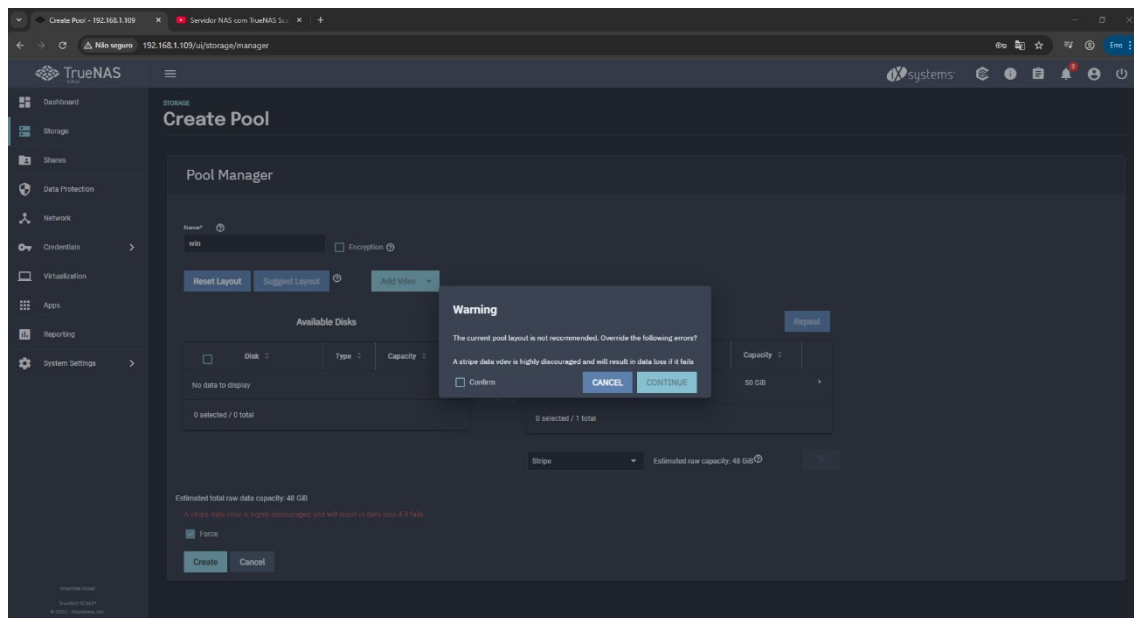 Create Pool - 192.168.1.109
Servidor NAS com TrueNAS Sc
Não seguro
192.168.1.109/ui/storage/manager
Erro
TrueNAS
SCALE
systems
2
Dashboard
Storage
Shares
Data Protection
Network
Credentials
Virtualization
Apps
Reporting
System Settings
STORAGE
Create Pool
Pool Manager
Name*
win
Encryption
Reset Layout
Suggest Layout
Add Vdev
Available Disks
Repeat
Disk
Type
Capacity
Capacity
No data to display
50 GiB
0 selected / 0 total
0 selected / 1 total
Warning
The current pool layout is not recommended. Override the following errors?
A stripe data vdev is highly discouraged and will result in data loss if it fails
Confirm
CANCEL
CONTINUE
Stripe
Estimated raw capacity: 48 GiB
Estimated total raw data capacity: 48 GiB
A stripe data vdev is highly discouraged and will result in data loss if it fails
Force
Create
Cancel